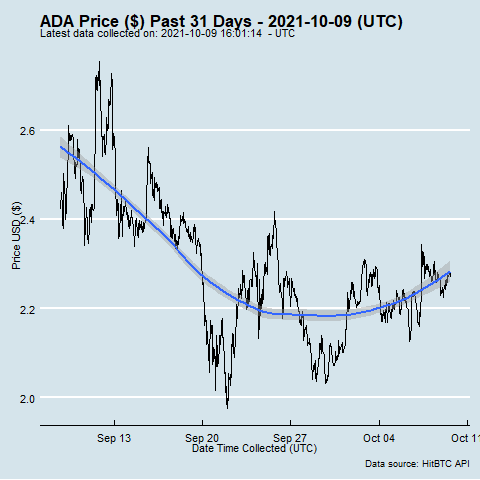 ADA Price ($) Past 31 Days - 2021-10-09 (UTC)
Latest data collected on: 2021-10-09 16:01:14 - UTC
Price USD ($)
2.6
2.4
2.2
2.0
Sep 13
Sep 20
Sep 27
Oct 04
Oct 11
Date Time Collected (UTC)
Data source: HitBTC API